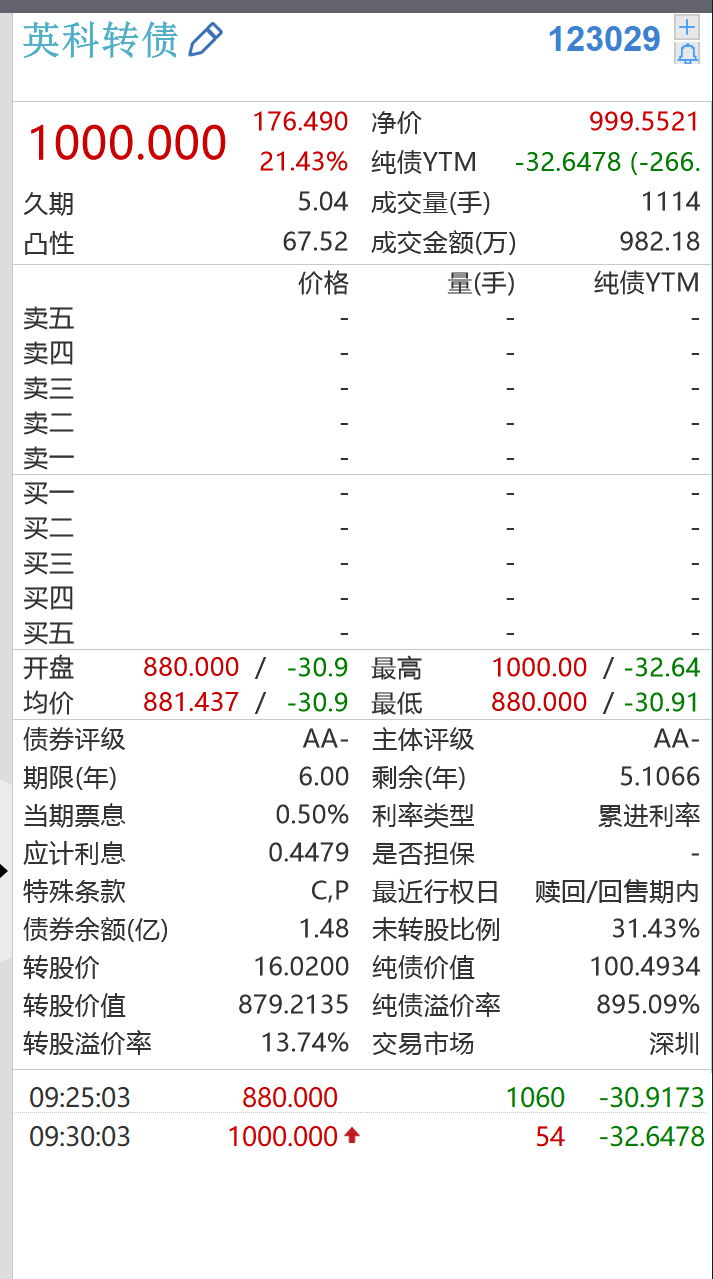 英科转债 123029
1000.000 176.490 净价 999.5521
21.43% 纯债YTM -32.6478 (-266.
久期 5.04 成交量(手) 1114
凸性 67.52 成交金额(万) 982.18
价格 量(手) 纯债YTM
卖五 - - -
卖四 - - -
卖三 - - -
卖二 - - -
卖一 - - -
买一 - - -
买二 - - -
买三 - - -
买四 - - -
买五 - - -
开盘 880.000 / -30.9 最高 1000.00 / -32.64
均价 881.437 / -30.9 最低 880.000 / -30.91
债券评级 AA- 主体评级 AA-
期限(年) 6.00 剩余(年) 5.1066
当期票息 0.50% 利率类型 累进利率
应计利息 0.4479 是否担保 -
特殊条款 C,P 最近行权日 赎回/回售期内
债券余额(亿) 1.48 未转股比例 31.43%
转股价 16.0200 纯债价值 100.4934
转股价值 879.2135 纯债溢价率 895.09%
转股溢价率 13.74% 交易市场 深圳
09:25:03 880.000 1060 -30.9173
09:30:03 1000.000 54 -32.6478